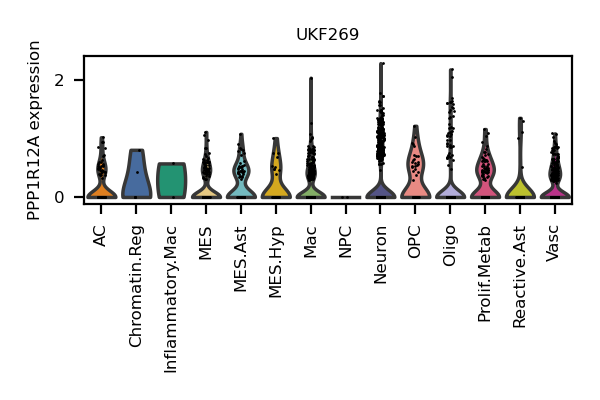 UKF269
PPP1R12A expression
2
0
AC
Chromatin.Reg
Inflammatory.Mac
MES
MES.Ast
MES.Hyp
Mac
NPC
Neuron
OPC
Oligo
Prolif.Metab
Reactive.Ast
Vasc